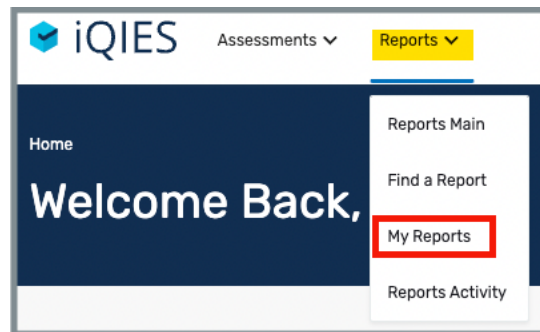 iQIES
Assessments
Reports
Reports Main
Home
Find a Report
Welcome Back,
My Reports
Reports Activity